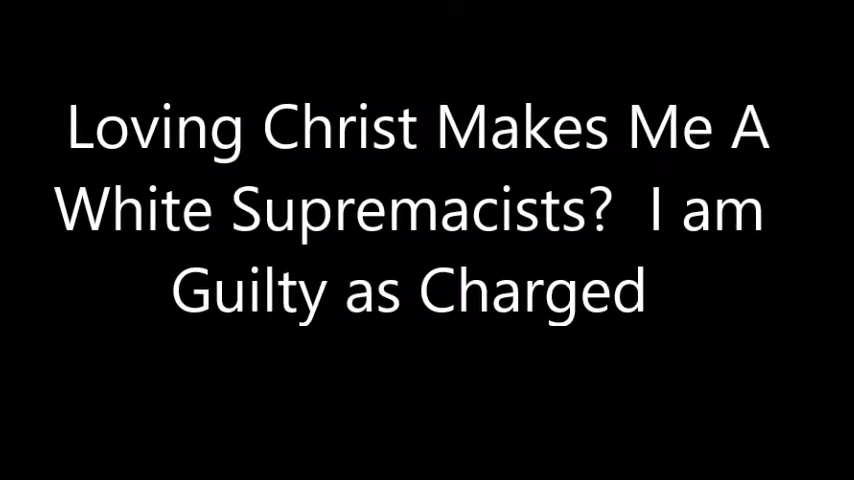 Loving Christ Makes Me A
White Supremacists?  I am
Guilty as Charged